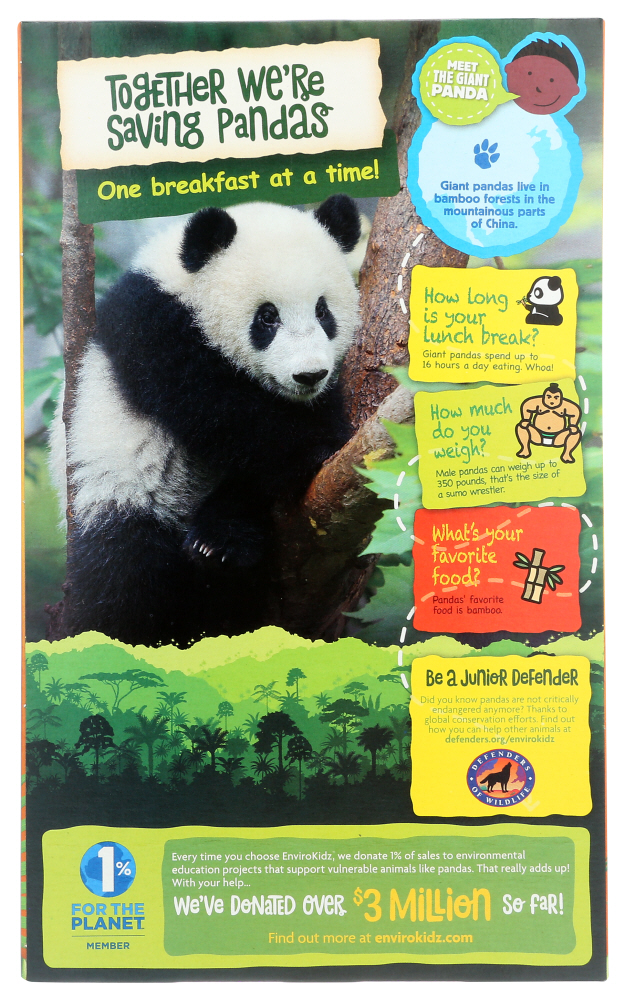 Together We're
Saving Pandas
One breakfast at a time!
MEET
THE GIANT
PANDA
Giant pandas live in
bamboo forests in the
mountainous parts
of China.
How long
is your
lunch break?
Giant pandas spend up to
16 hours a day eating. Whoa!
How much
do you
weigh?
Male pandas can weigh up to
350 pounds, that's the size of
a sumo wrestler.
What's your
favorite
food?
Pandas' favorite
food is bamboo.
Be a Junior Defender
Did you know pandas are not critically
endangered anymore? Thanks to
global conservation efforts. Find out
how you can help other animals at
defenders.org/envirokidz
DEFENDERS
OF WILDLIFE
1%
FOR THE
PLANET
MEMBER
Every time you choose EnviroKidz, we donate 1% of sales to environmental
education projects that support vulnerable animals like pandas. That really adds up!
With your help...
We've Donated over $3 Million so far!
Find out more at envirokidz.com